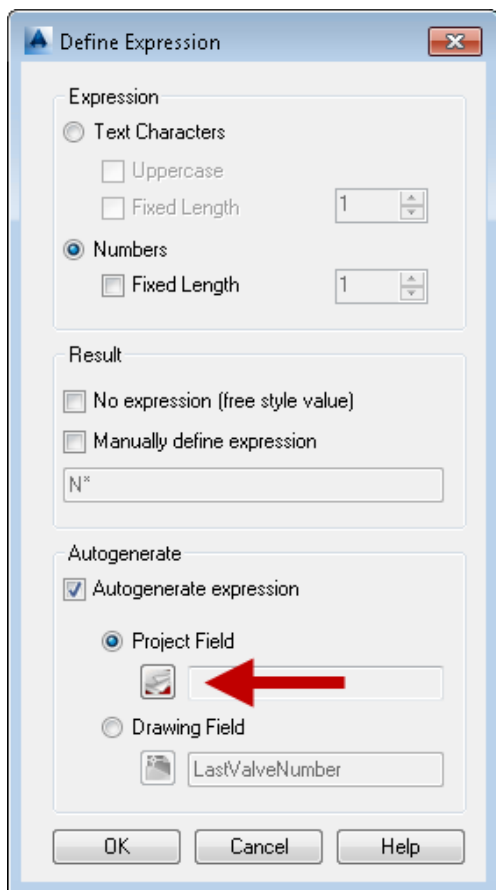 Define Expression
Expression
Text Characters
Uppercase
Fixed Length 1
Numbers
Fixed Length 1
Result
No expression (free style value)
Manually define expression
N*
Autogenerate
Autogenerate expression
Project Field
Drawing Field
LastValveNumber
OK Cancel Help